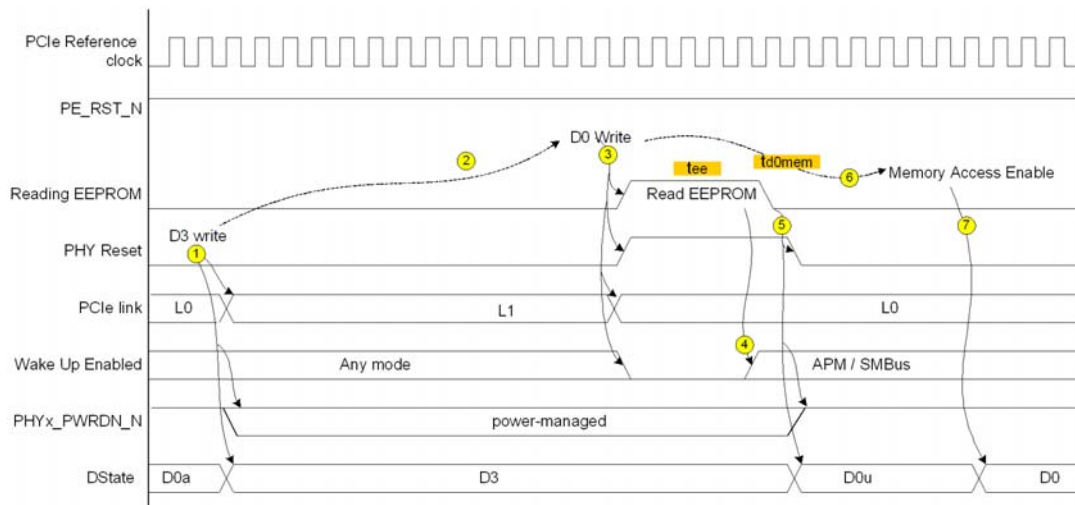 PCIe Reference
clock
PE_RST_N
D0 Write
2
3
tee
td0mem
6
Memory Access Enable
Reading EEPROM
Read EEPROM
D3 write
5
7
1
PHY Reset
PCIe link
L0
L1
L0
4
Wake Up Enabled
Any mode
APM / SMBus
PHYx_PWRDN_N
power-managed
DState
D0a
D3
D0u
D0